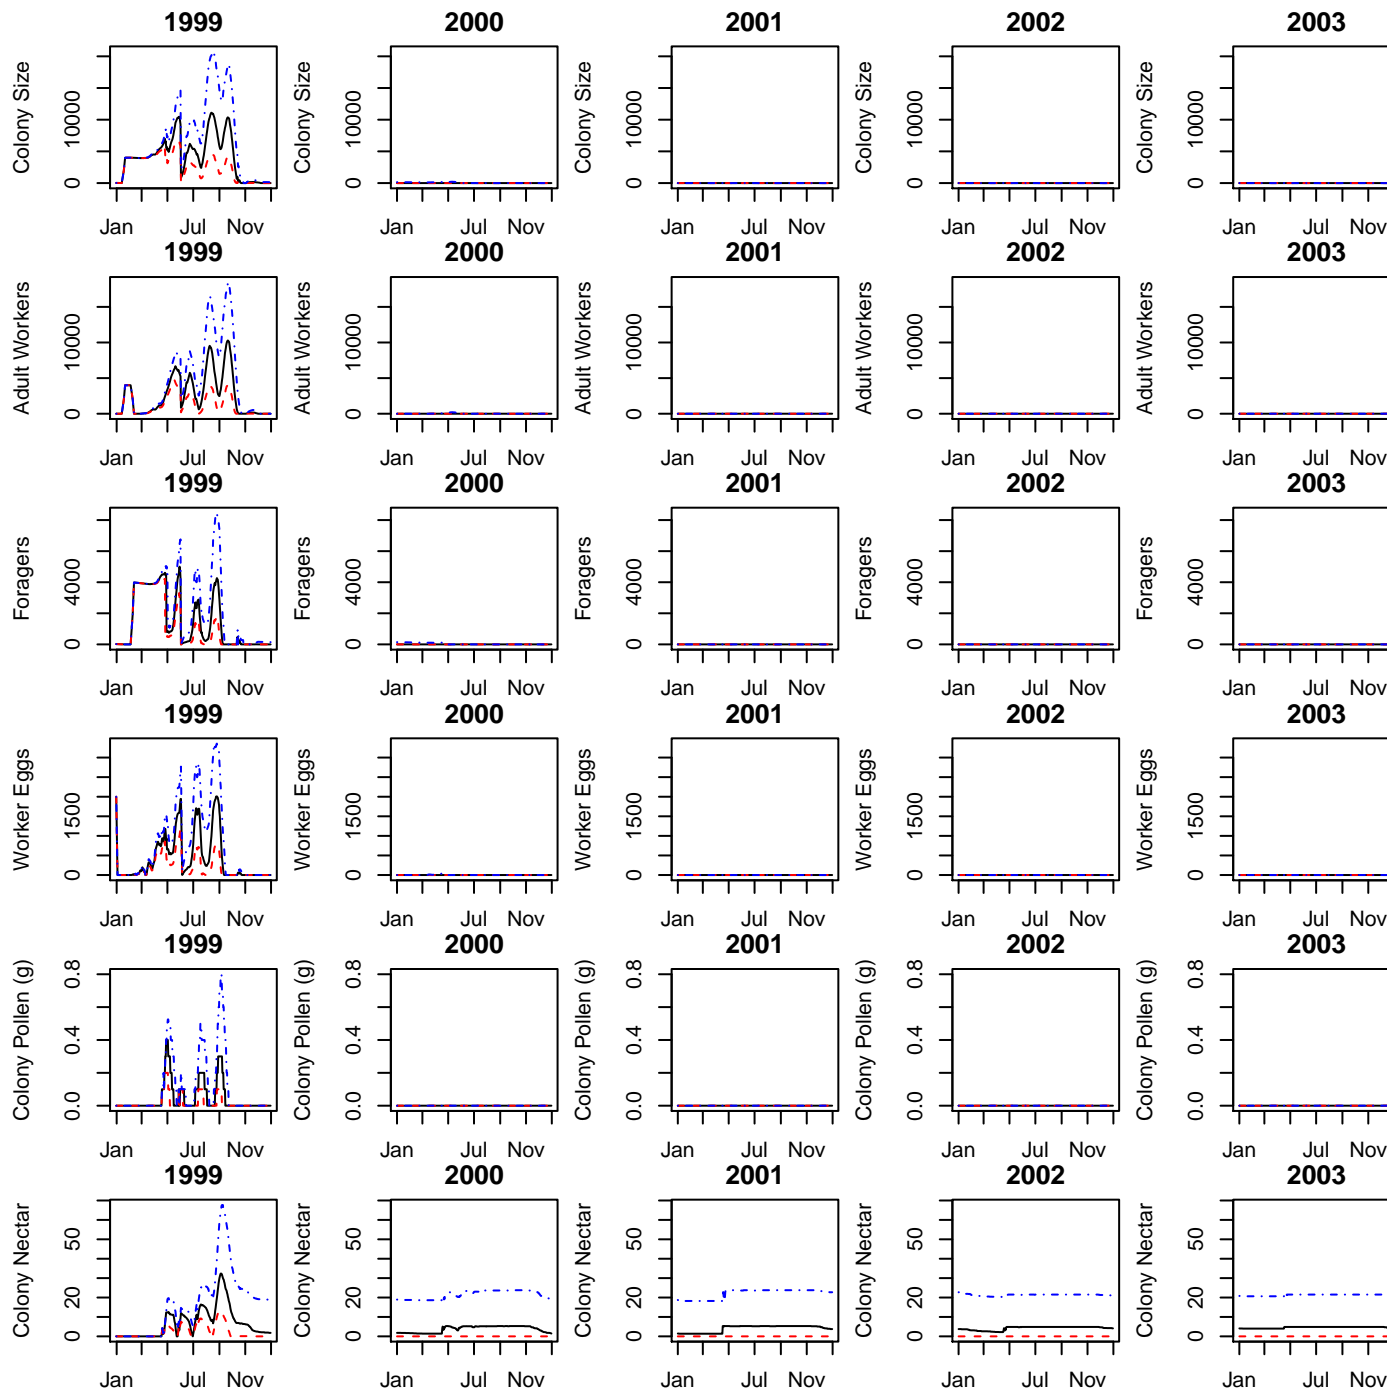 1999 2000 2001 2002 2003
Colony Size 0 10000 Colony Size 0 10000 Colony Size 0 10000 Colony Size 0 10000 Colony Size 0 10000
Jan Jul Nov Jan Jul Nov Jan Jul Nov Jan Jul Nov Jan Jul Nov
1999 2000 2001 2002 2003
Adult Workers 0 10000 Adult Workers 0 10000 Adult Workers 0 10000 Adult Workers 0 10000 Adult Workers 0 10000
Jan Jul Nov Jan Jul Nov Jan Jul Nov Jan Jul Nov Jan Jul Nov
1999 2000 2001 2002 2003
Foragers 0 4000 Foragers 0 4000 Foragers 0 4000 Foragers 0 4000 Foragers 0 4000
Jan Jul Nov Jan Jul Nov Jan Jul Nov Jan Jul Nov Jan Jul Nov
1999 2000 2001 2002 2003
Worker Eggs 0 1500 Worker Eggs 0 1500 Worker Eggs 0 1500 Worker Eggs 0 1500 Worker Eggs 0 1500
Jan Jul Nov Jan Jul Nov Jan Jul Nov Jan Jul Nov Jan Jul Nov
1999 2000 2001 2002 2003
Colony Pollen (g) 0.0 0.4 0.8 Colony Pollen (g) 0.0 0.4 0.8 Colony Pollen (g) 0.0 0.4 0.8 Colony Pollen (g) 0.0 0.4 0.8 Colony Pollen (g) 0.0 0.4 0.8
Jan Jul Nov Jan Jul Nov Jan Jul Nov Jan Jul Nov Jan Jul Nov
1999 2000 2001 2002 2003
Colony Nectar 0 20 50 Colony Nectar 0 20 50 Colony Nectar 0 20 50 Colony Nectar 0 20 50 Colony Nectar 0 20 50
Jan Jul Nov Jan Jul Nov Jan Jul Nov Jan Jul Nov Jan Jul Nov